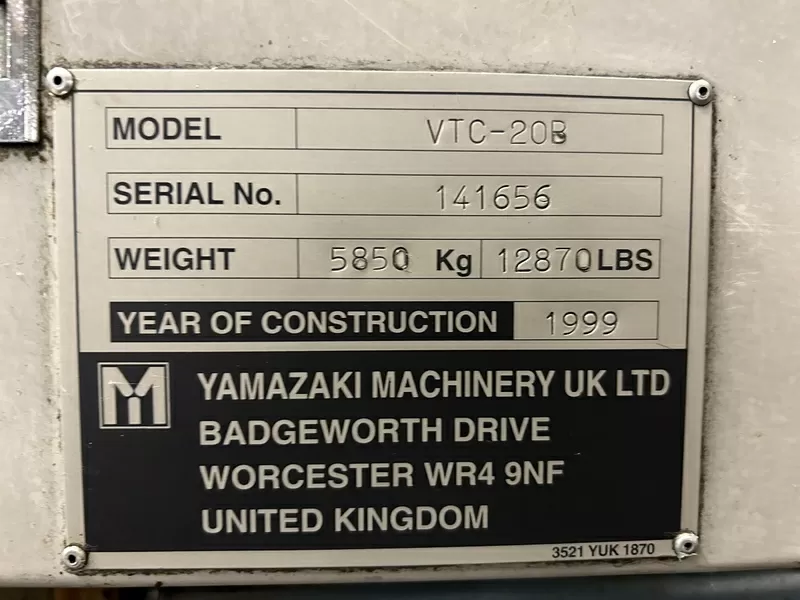 MODEL VTC-20B
SERIAL No. 141656
WEIGHT 5850 Kg 12870 LBS
YEAR OF CONSTRUCTION 1999
YAMAZAKI MACHINERY UK LTD
BADGEWORTH DRIVE
WORCESTER WR4 9NF
UNITED KINGDOM
3521 YUK 1870